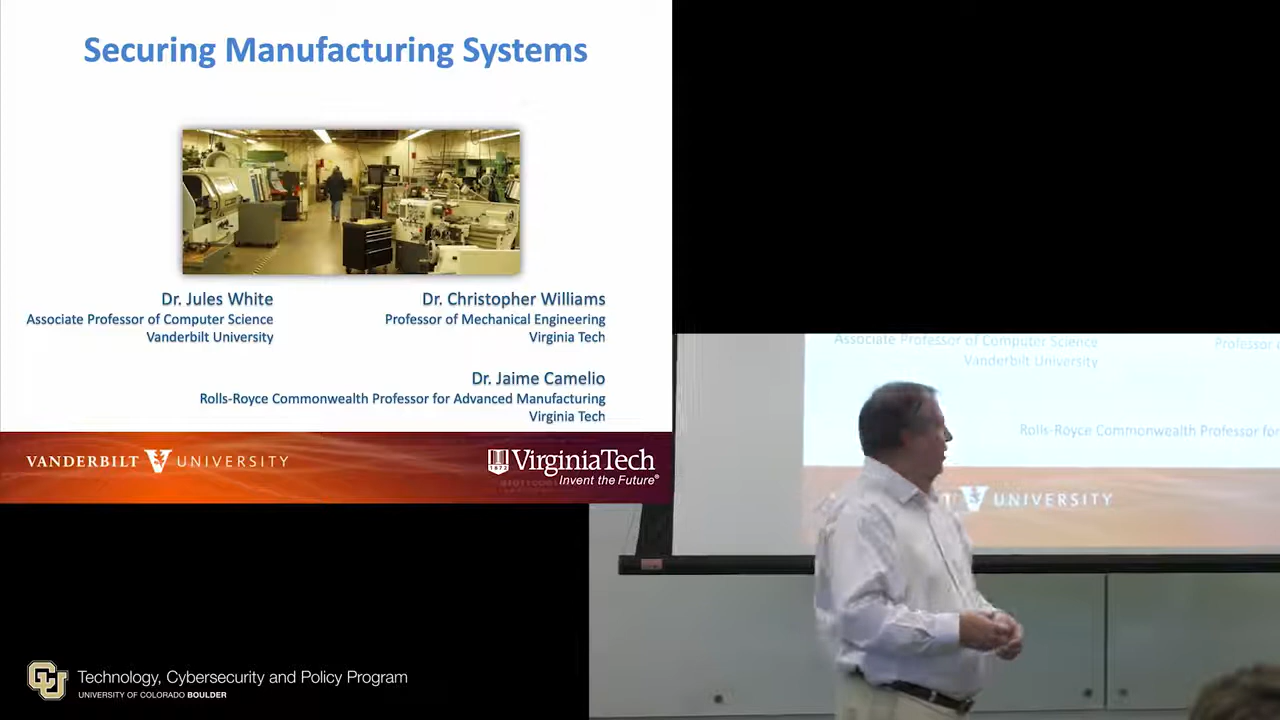 Securing Manufacturing Systems
Dr. Jules White
Associate Professor of Computer Science
Vanderbilt University
Dr. Christopher Williams
Professor of Mechanical Engineering
Virginia Tech
Dr. Jaime Camelio
Rolls-Royce Commonwealth Professor for Advanced Manufacturing
Virginia Tech
VANDERBILT UNIVERSITY
1872
VirginiaTech
Invent the Future®
Associate Professor of Computer Science
Vanderbilt University
Professor
Rolls-Royce Commonwealth Professor for
UNIVERSITY
CU
Technology, Cybersecurity and Policy Program
UNIVERSITY OF COLORADO BOULDER